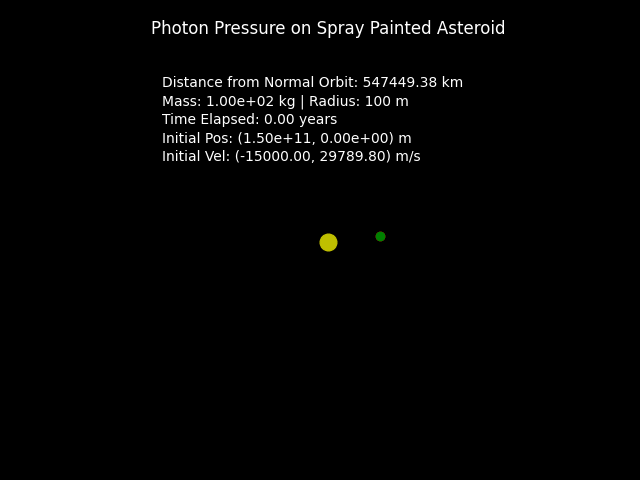 Photon Pressure on Spray Painted Asteroid
Distance from Normal Orbit: 547449.38 km
Mass: 1.00e+02 kg | Radius: 100 m
Time Elapsed: 0.00 years
Initial Pos: (1.50e+11, 0.00e+00) m
Initial Vel: (-15000.00, 29789.80) m/s